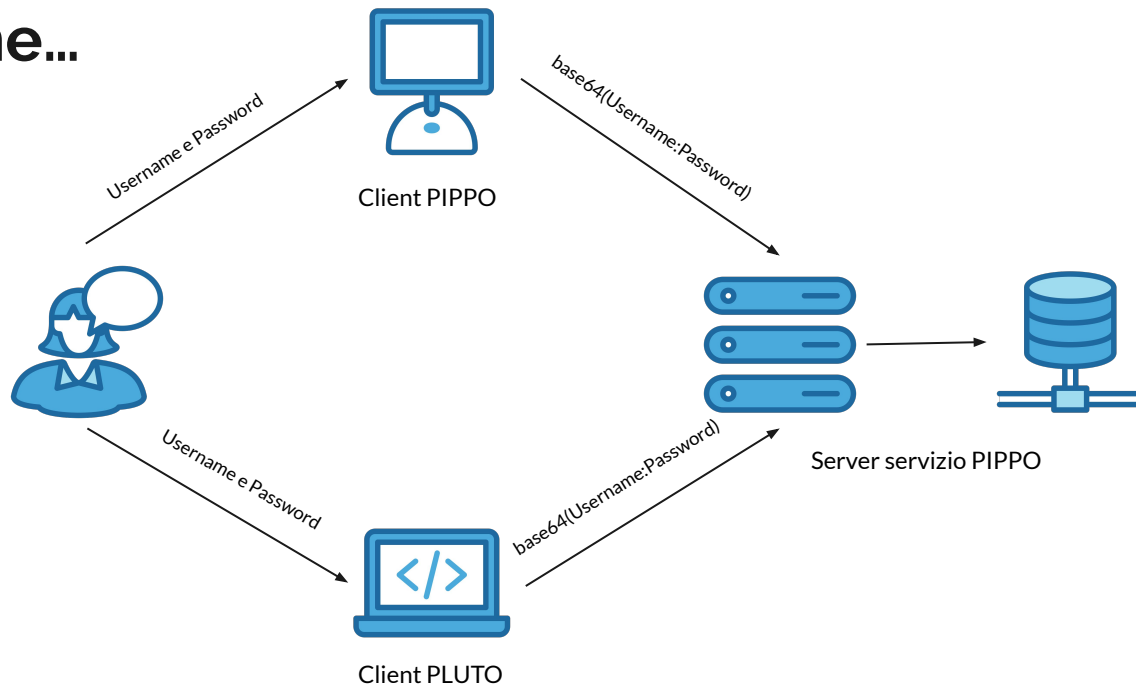 ne...
Username e Password
base64(Username:Password)
Client PIPPO
Username e Password
base64(Username:Password)
Server servizio PIPPO
Client PLUTO